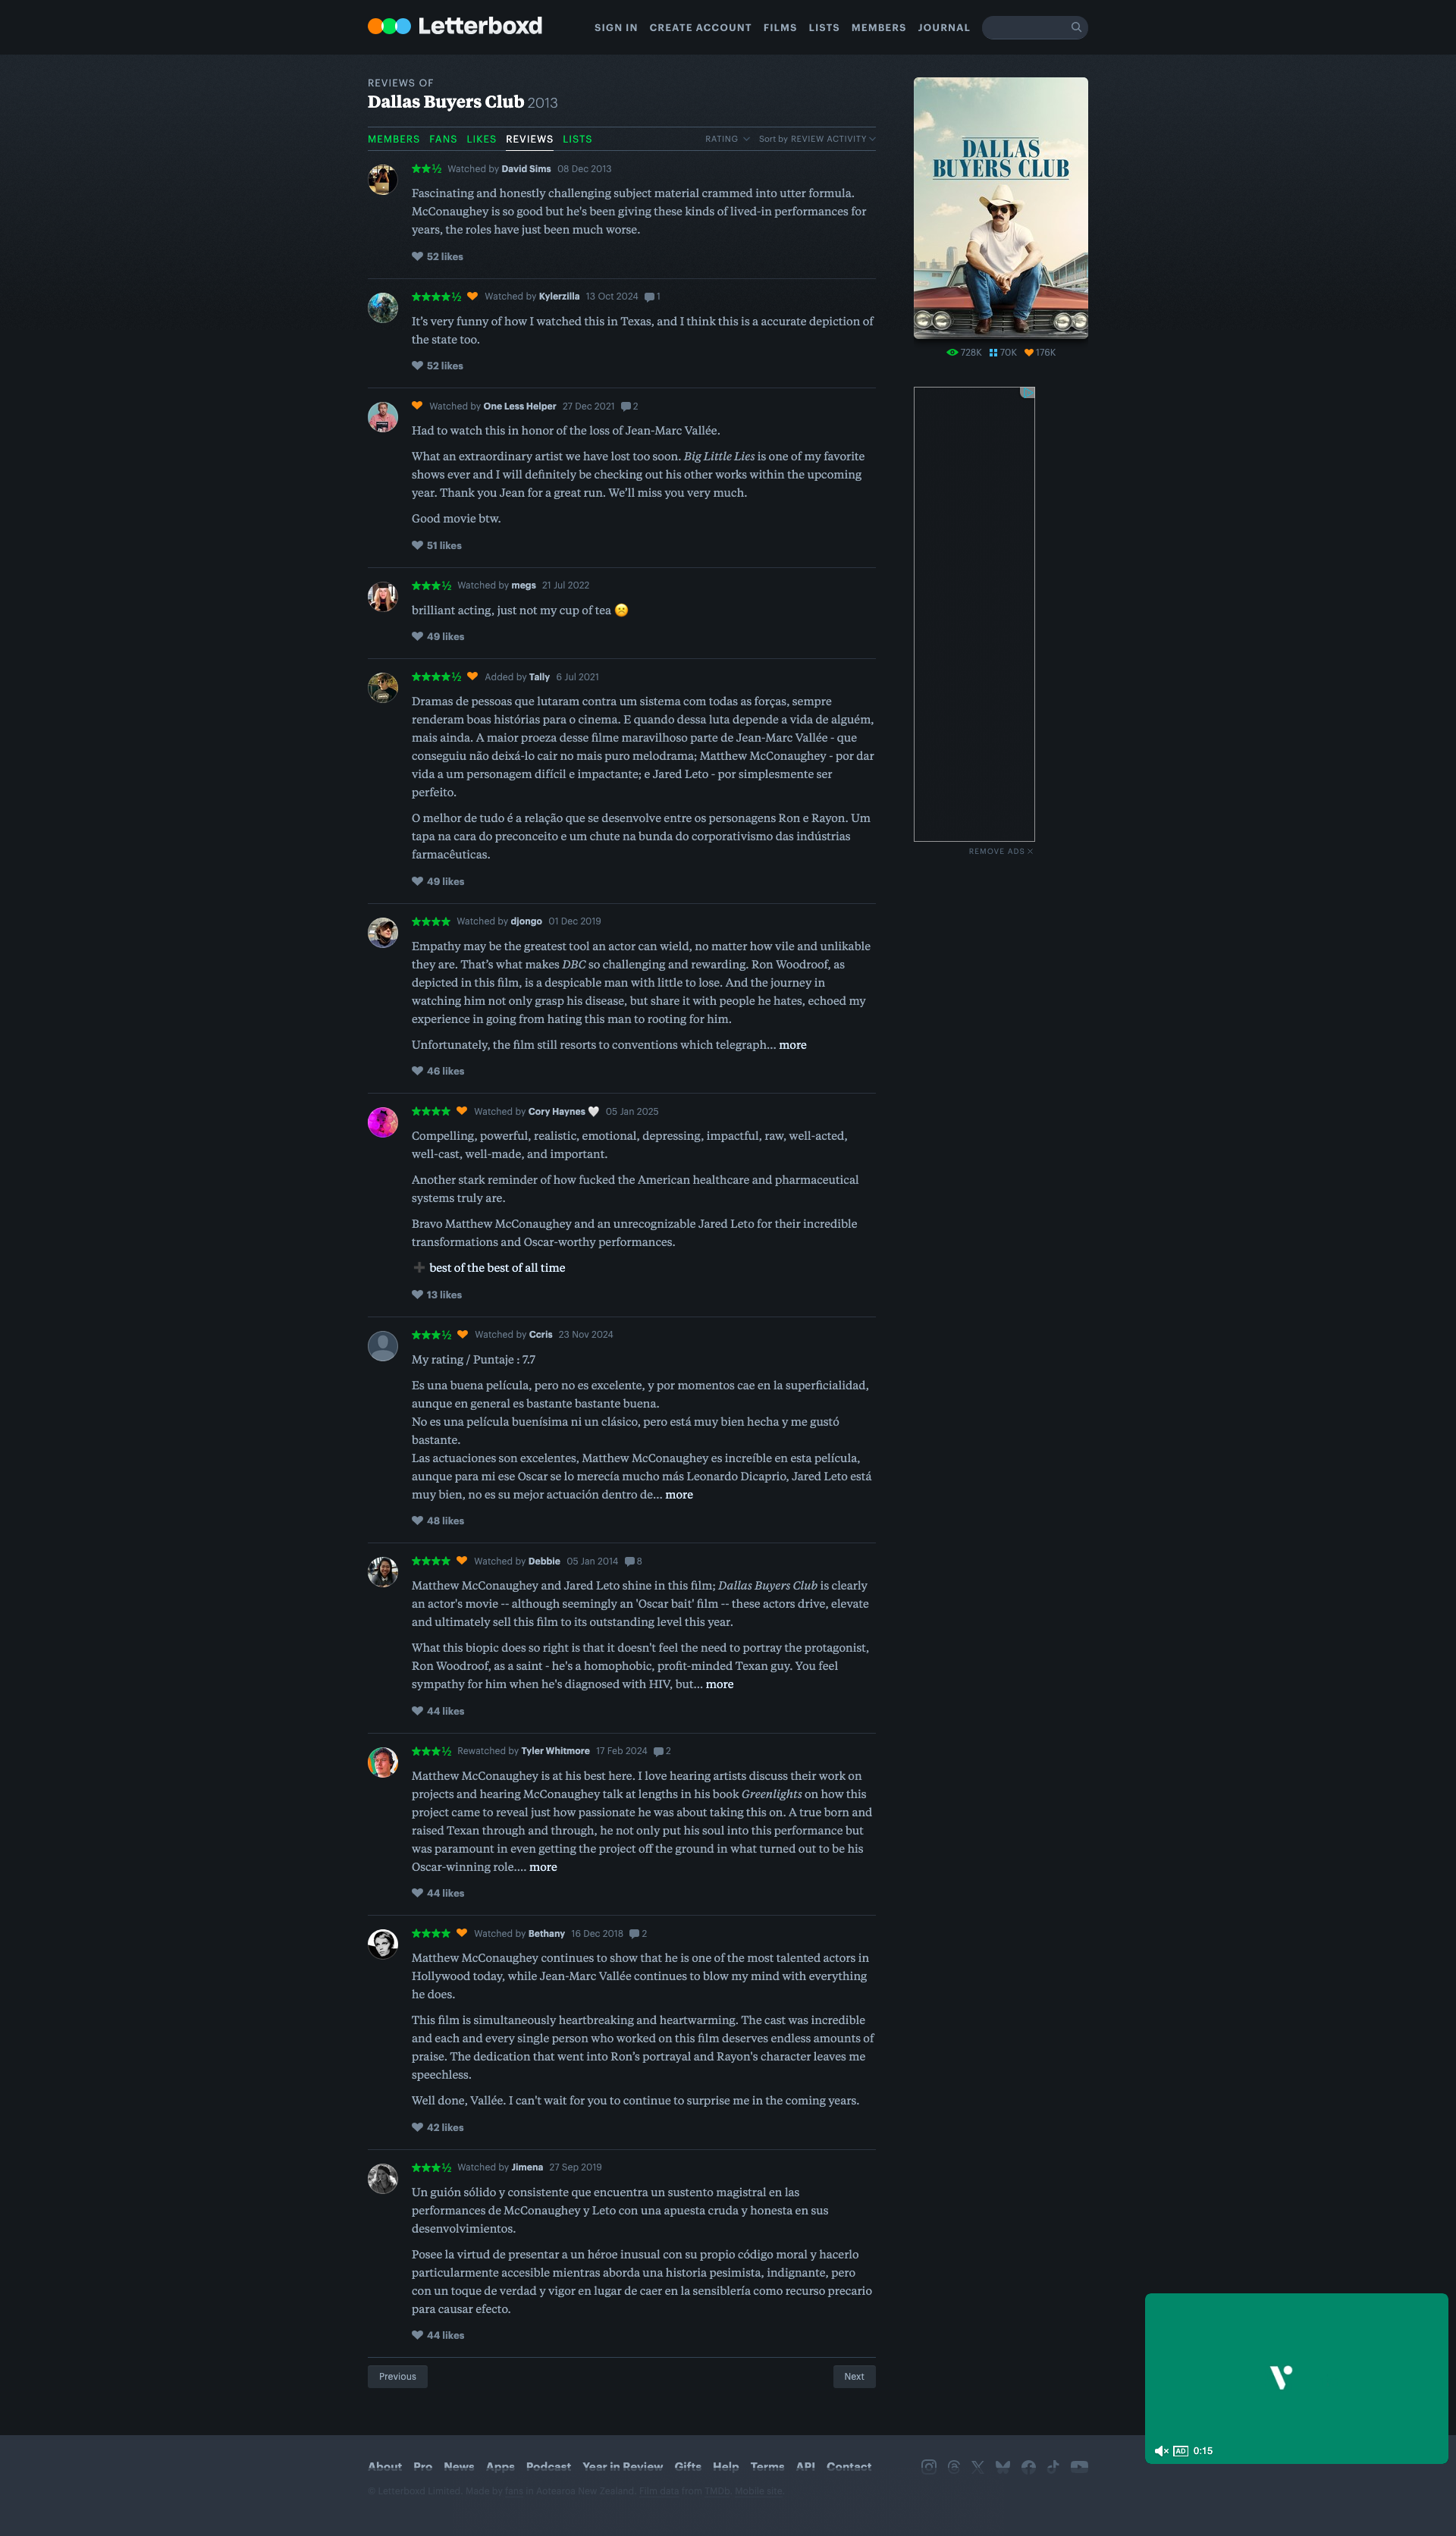 Letterboxd
SIGN IN CREATE ACCOUNT FILMS LISTS MEMBERS JOURNAL
REVIEWS OF
Dallas Buyers Club 2013
MEMBERS FANS LIKES REVIEWS LISTS RATING Sort by REVIEW ACTIVITY
DALLAS
BUYERS CLUB
728K 70K 176K
REMOVE ADS
★★½ Watched by David Sims 08 Dec 2013
Fascinating and honestly challenging subject material crammed into utter formula.
McConaughey is so good but he's been giving these kinds of lived-in performances for
years, the roles have just been much worse.
52 likes
★★★★½ Watched by Kylerzilla 13 Oct 2024 1
It's very funny of how I watched this in Texas, and I think this is a accurate depiction of
the state too.
52 likes
Watched by One Less Helper 27 Dec 2021 2
Had to watch this in honor of the loss of Jean-Marc Vallée.
What an extraordinary artist we have lost too soon. Big Little Lies is one of my favorite
shows ever and I will definitely be checking out his other works within the upcoming
year. Thank you Jean for a great run. We'll miss you very much.
Good movie btw.
51 likes
★★★½ Watched by megs 21 Jul 2022
brilliant acting, just not my cup of tea
49 likes
★★★★½ Added by Tally 6 Jul 2021
Dramas de pessoas que lutaram contra um sistema com todas as forças, sempre
renderam boas histórias para o cinema. E quando dessa luta depende a vida de alguém,
mais ainda. A maior proeza desse filme maravilhoso parte de Jean-Marc Vallée - que
conseguiu não deixá-lo cair no mais puro melodrama; Matthew McConaughey - por dar
vida a um personagem difícil e impactante; e Jared Leto - por simplesmente ser
perfeito.
O melhor de tudo é a relação que se desenvolve entre os personagens Ron e Rayon. Um
tapa na cara do preconceito e um chute na bunda do corporativismo das indústrias
farmacêuticas.
49 likes
★★★★ Watched by djongo 01 Dec 2019
Empathy may be the greatest tool an actor can wield, no matter how vile and unlikable
they are. That's what makes DBC so challenging and rewarding. Ron Woodroof, as
depicted in this film, is a despicable man with little to lose. And the journey in
watching him not only grasp his disease, but share it with people he hates, echoed my
experience in going from hating this man to rooting for him.
Unfortunately, the film still resorts to conventions which telegraph... more
46 likes
★★★★ Watched by Cory Haynes 🤍 05 Jan 2025
Compelling, powerful, realistic, emotional, depressing, impactful, raw, well-acted,
well-cast, well-made, and important.
Another stark reminder of how fucked the American healthcare and pharmaceutical
systems truly are.
Bravo Matthew McConaughey and an unrecognizable Jared Leto for their incredible
transformations and Oscar-worthy performances.
➕ best of the best of all time
13 likes
★★★½ Watched by Ccris 23 Nov 2024
My rating / Puntaje : 7.7
Es una buena película, pero no es excelente, y por momentos cae en la superficialidad,
aunque en general es bastante bastante buena.
No es una película buenísima ni un clásico, pero está muy bien hecha y me gustó
bastante.
Las actuaciones son excelentes, Matthew McConaughey es increíble en esta película,
aunque para mi ese Oscar se lo merecía mucho más Leonardo Dicaprio, Jared Leto está
muy bien, no es su mejor actuación dentro de... more
48 likes
★★★★ Watched by Debbie 05 Jan 2014 8
Matthew McConaughey and Jared Leto shine in this film; Dallas Buyers Club is clearly
an actor's movie -- although seemingly an 'Oscar bait' film -- these actors drive, elevate
and ultimately sell this film to its outstanding level this year.
What this biopic does so right is that it doesn't feel the need to portray the protagonist,
Ron Woodroof, as a saint - he's a homophobic, profit-minded Texan guy. You feel
sympathy for him when he's diagnosed with HIV, but... more
44 likes
★★★½ Rewatched by Tyler Whitmore 17 Feb 2024 2
Matthew McConaughey is at his best here. I love hearing artists discuss their work on
projects and hearing McConaughey talk at lengths in his book Greenlights on how this
project came to reveal just how passionate he was about taking this on. A true born and
raised Texan through and through, he not only put his soul into this performance but
was paramount in even getting the project off the ground in what turned out to be his
Oscar-winning role.... more
44 likes
★★★★ Watched by Bethany 16 Dec 2018 2
Matthew McConaughey continues to show that he is one of the most talented actors in
Hollywood today, while Jean-Marc Vallée continues to blow my mind with everything
he does.
This film is simultaneously heartbreaking and heartwarming. The cast was incredible
and each and every single person who worked on this film deserves endless amounts of
praise. The dedication that went into Ron's portrayal and Rayon's character leaves me
speechless.
Well done, Vallée. I can't wait for you to continue to surprise me in the coming years.
42 likes
★★★½ Watched by Jimena 27 Sep 2019
Un guión sólido y consistente que encuentra un sustento magistral en las
performances de McConaughey y Leto con una apuesta cruda y honesta en sus
desenvolvimientos.
Posee la virtud de presentar a un héroe inusual con su propio código moral y hacerlo
particularmente accesible mientras aborda una historia pesimista, indignante, pero
con un toque de verdad y vigor en lugar de caer en la sensiblería como recurso precario
para causar efecto.
44 likes
Previous Next
AD 0:15
About Pro News Apps Podcast Year in Review Gifts Help Terms API Contact
© Letterboxd Limited. Made by fans in Aotearoa New Zealand. Film data from TMDb. Mobile site.